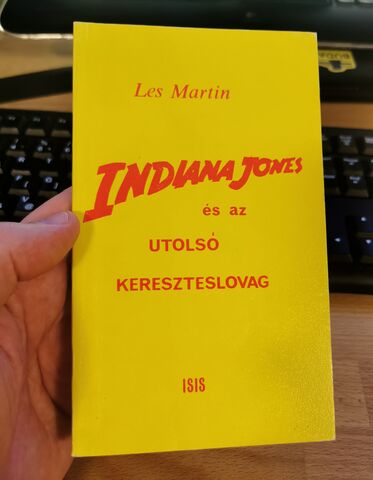 Les Martin
INDIANA JONES
és az
UTOLSÓ
KERESZTESLOVAG
ISIS